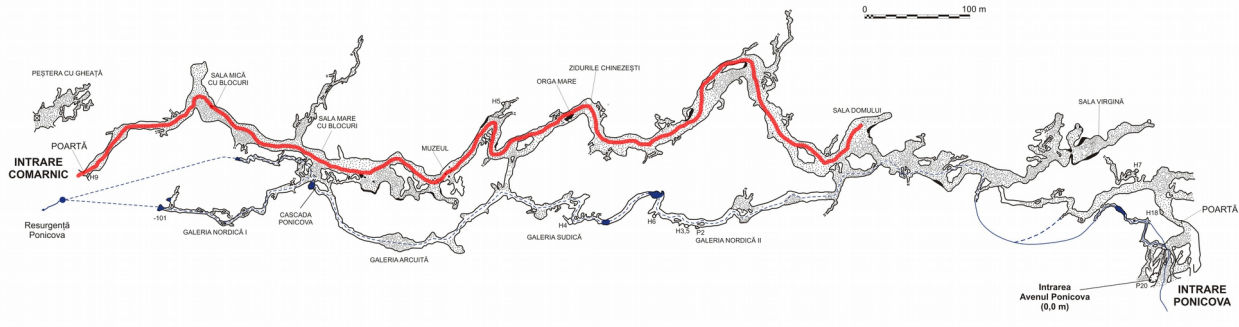 0
100 m
PEȘTERA CU GHEAȚĂ
SALA MICĂ
CU BLOCURI
ZIDURILE CHINEZEȘTI
ORGA MARE
H5
SALA MARE
CU BLOCURI
SALA DOMULUI
SALA VIRGINĂ
POARTĂ
MUZEUL
INTRARE
COMARNIC
H9
H7
Resurgență
Ponicova
-101
GALERIA NORDICĂ I
CASCADA
PONICOVA
GALERIA ARCUITĂ
H4
GALERIA SUDICĂ
H6
H3,5
P2
GALERIA NORDICĂ II
H18
POARTĂ
P20
Intrarea
Avenul Ponicova
(0,0 m)
INTRARE
PONICOVA